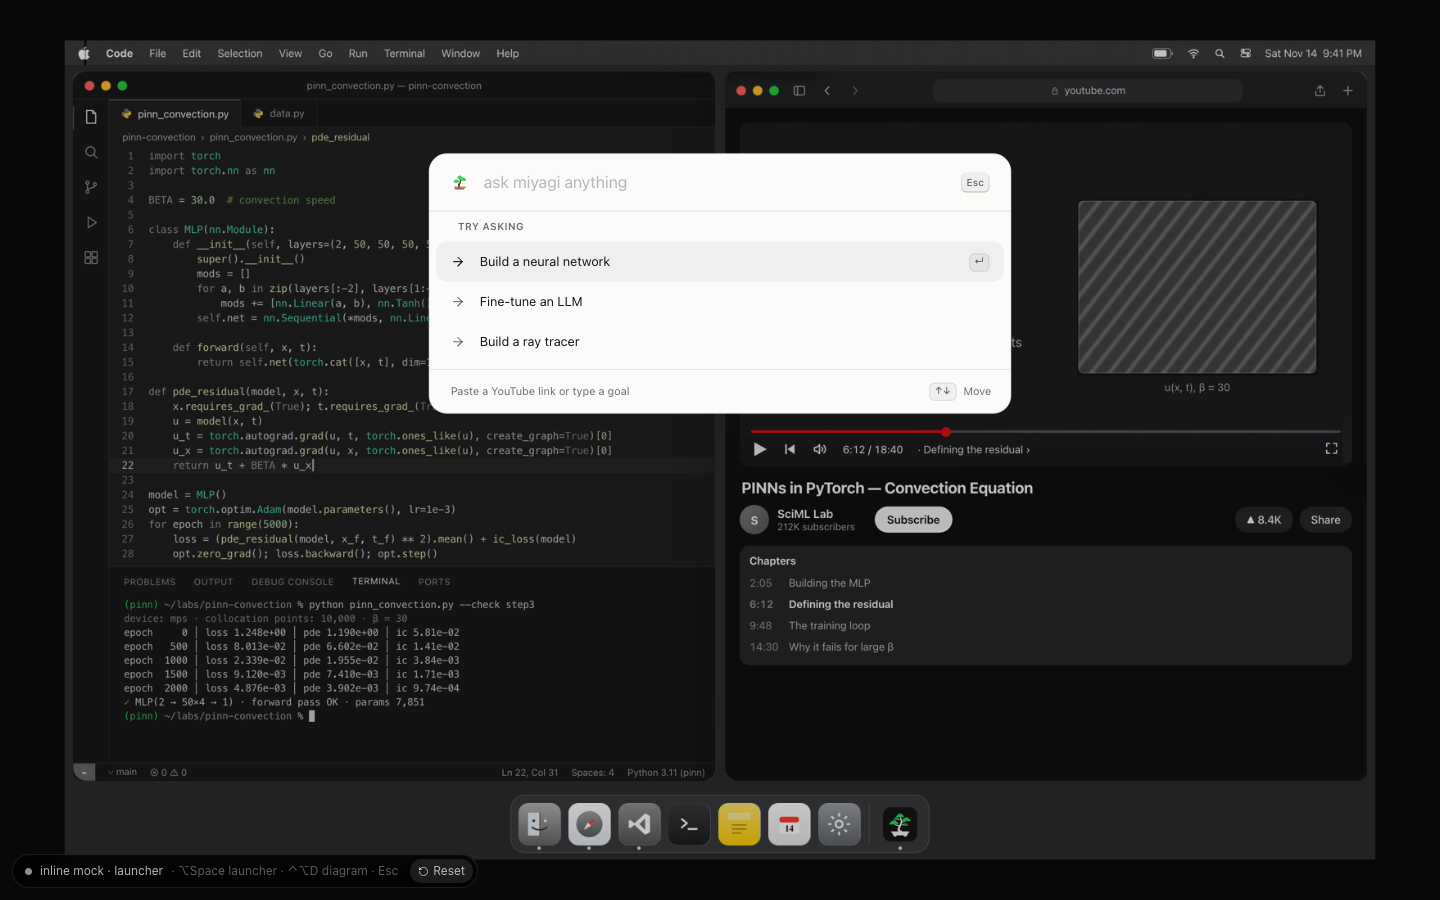 Code File Edit Selection View Go Run Terminal Window Help
Sat Nov 14 9:41 PM
pinn_convection.py — pinn-convection
pinn_convection.py
data.py
pinn-convection › pinn_convection.py › pde_residual
1 import torch
2 import torch.nn as nn
3
4 BETA = 30.0 # convection speed
5
6 class MLP(nn.Module):
7 def __init__(self, layers=(2, 50, 50, 50, 5
8 super().__init__()
9 mods = []
10 for a, b in zip(layers[:-2], layers[1:-
11 mods += [nn.Linear(a, b), nn.Tanh(
12 self.net = nn.Sequential(*mods, nn.Line
13
14 def forward(self, x, t):
15 return self.net(torch.cat([x, t], dim=
16
17 def pde_residual(model, x, t):
18 x.requires_grad_(True); t.requires_grad_(Tr
19 u = model(x, t)
20 u_t = torch.autograd.grad(u, t, torch.ones_like(u), create_graph=True)[0]
21 u_x = torch.autograd.grad(u, x, torch.ones_like(u), create_graph=True)[0]
22 return u_t + BETA * u_x
23
24 model = MLP()
25 opt = torch.optim.Adam(model.parameters(), lr=1e-3)
26 for epoch in range(5000):
27 loss = (pde_residual(model, x_f, t_f) ** 2).mean() + ic_loss(model)
28 opt.zero_grad(); loss.backward(); opt.step()
PROBLEMS OUTPUT DEBUG CONSOLE TERMINAL PORTS
(pinn) ~/labs/pinn-convection % python pinn_convection.py --check step3
device: mps · collocation points: 10,000 · β = 30
epoch 0 | loss 1.248e+00 | pde 1.190e+00 | ic 5.81e-02
epoch 500 | loss 8.013e-02 | pde 6.602e-02 | ic 1.41e-02
epoch 1000 | loss 2.339e-02 | pde 1.955e-02 | ic 3.84e-03
epoch 1500 | loss 9.120e-03 | pde 7.410e-03 | ic 1.71e-03
epoch 2000 | loss 4.876e-03 | pde 3.902e-03 | ic 9.74e-04
✓ MLP(2 → 50×4 → 1) · forward pass OK · params 7,851
(pinn) ~/labs/pinn-convection %
main 0 0 Ln 22, Col 31 Spaces: 4 Python 3.11 (pinn)
ask miyagi anything
Esc
TRY ASKING
Build a neural network
Fine-tune an LLM
Build a ray tracer
Paste a YouTube link or type a goal
↑↓ Move
youtube.com
ts
u(x, t), β = 30
6:12 / 18:40 · Defining the residual ›
PINNs in PyTorch — Convection Equation
S
SciML Lab
212K subscribers
Subscribe
8.4K
Share
Chapters
2:05 Building the MLP
6:12 Defining the residual
9:48 The training loop
14:30 Why it fails for large β
14
inline mock · launcher · ⌥Space launcher · ^⌥D diagram · Esc
Reset